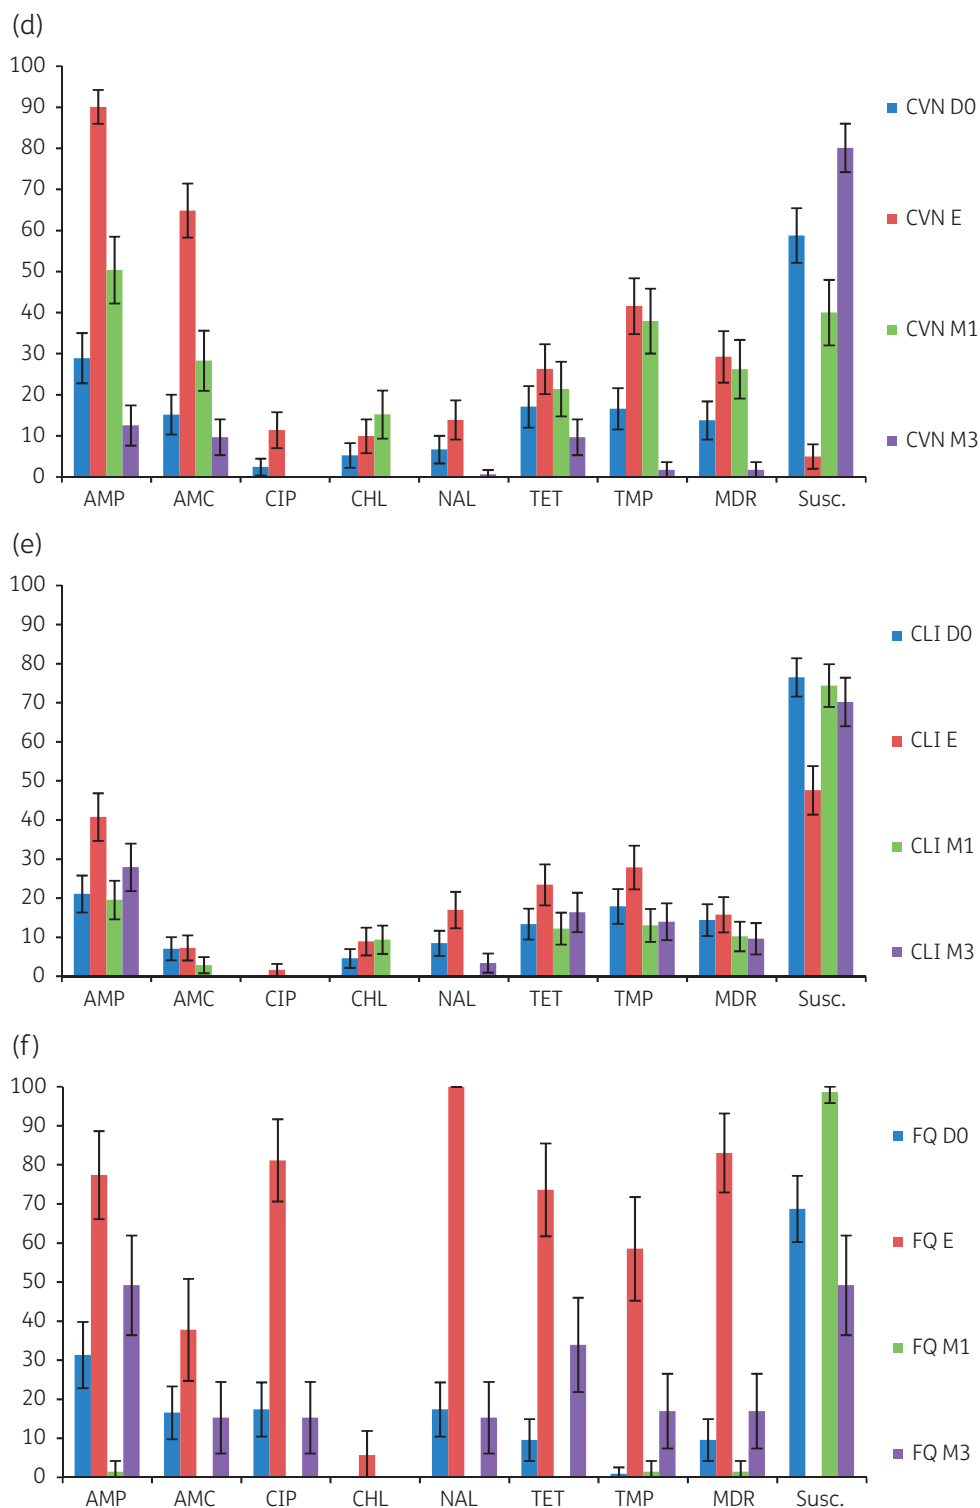 (d)
100
90
80
70
60
50
40
30
20
10
0
AMP AMC CIP CHL NAL TET TMP MDR Susc.
CVN D0
CVN E
CVN M1
CVN M3
(e)
100
90
80
70
60
50
40
30
20
10
0
AMP AMC CIP CHL NAL TET TMP MDR Susc.
CLI D0
CLI E
CLI M1
CLI M3
(f)
100
90
80
70
60
50
40
30
20
10
0
AMP AMC CIP CHL NAL TET TMP MDR Susc.
FQ D0
FQ E
FQ M1
FQ M3